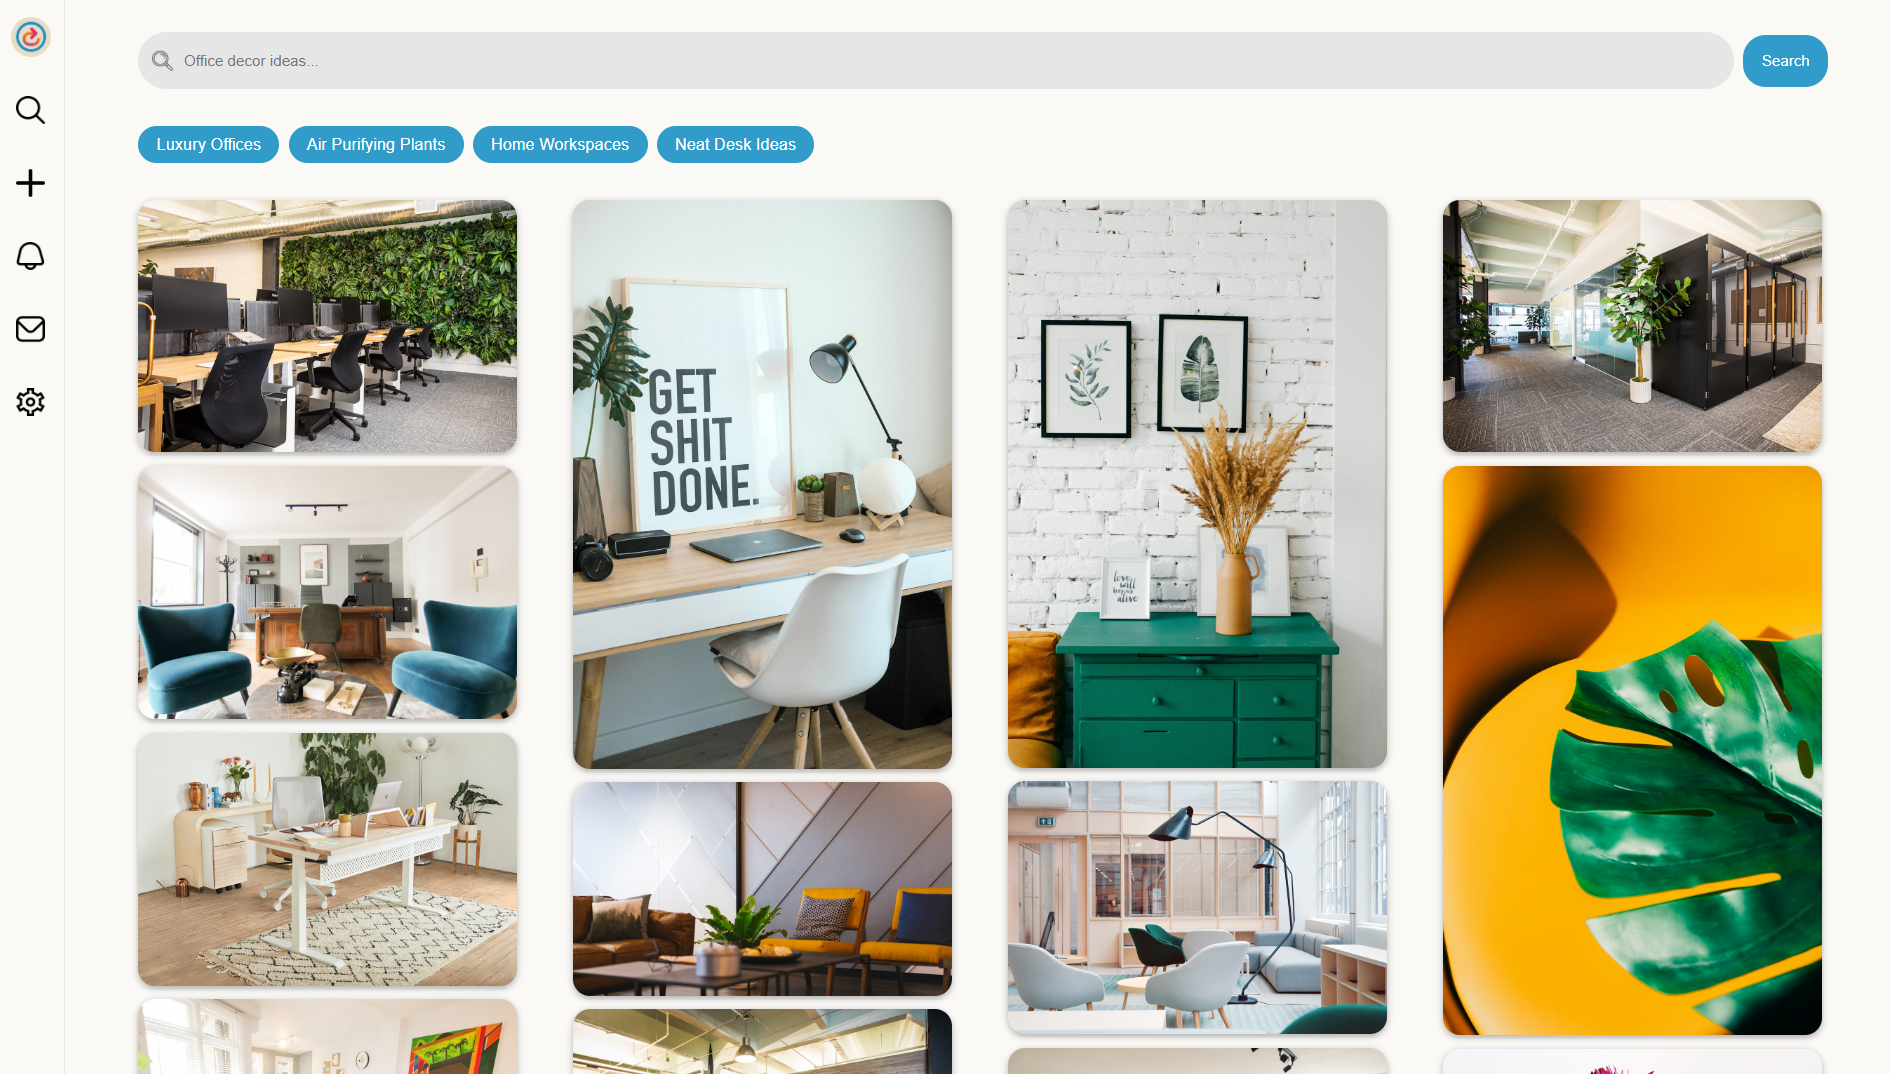 Office decor ideas...
Search
Luxury Offices
Air Purifying Plants
Home Workspaces
Neat Desk Ideas
GET
SHIT
DONE.
love
will
keep us
alive